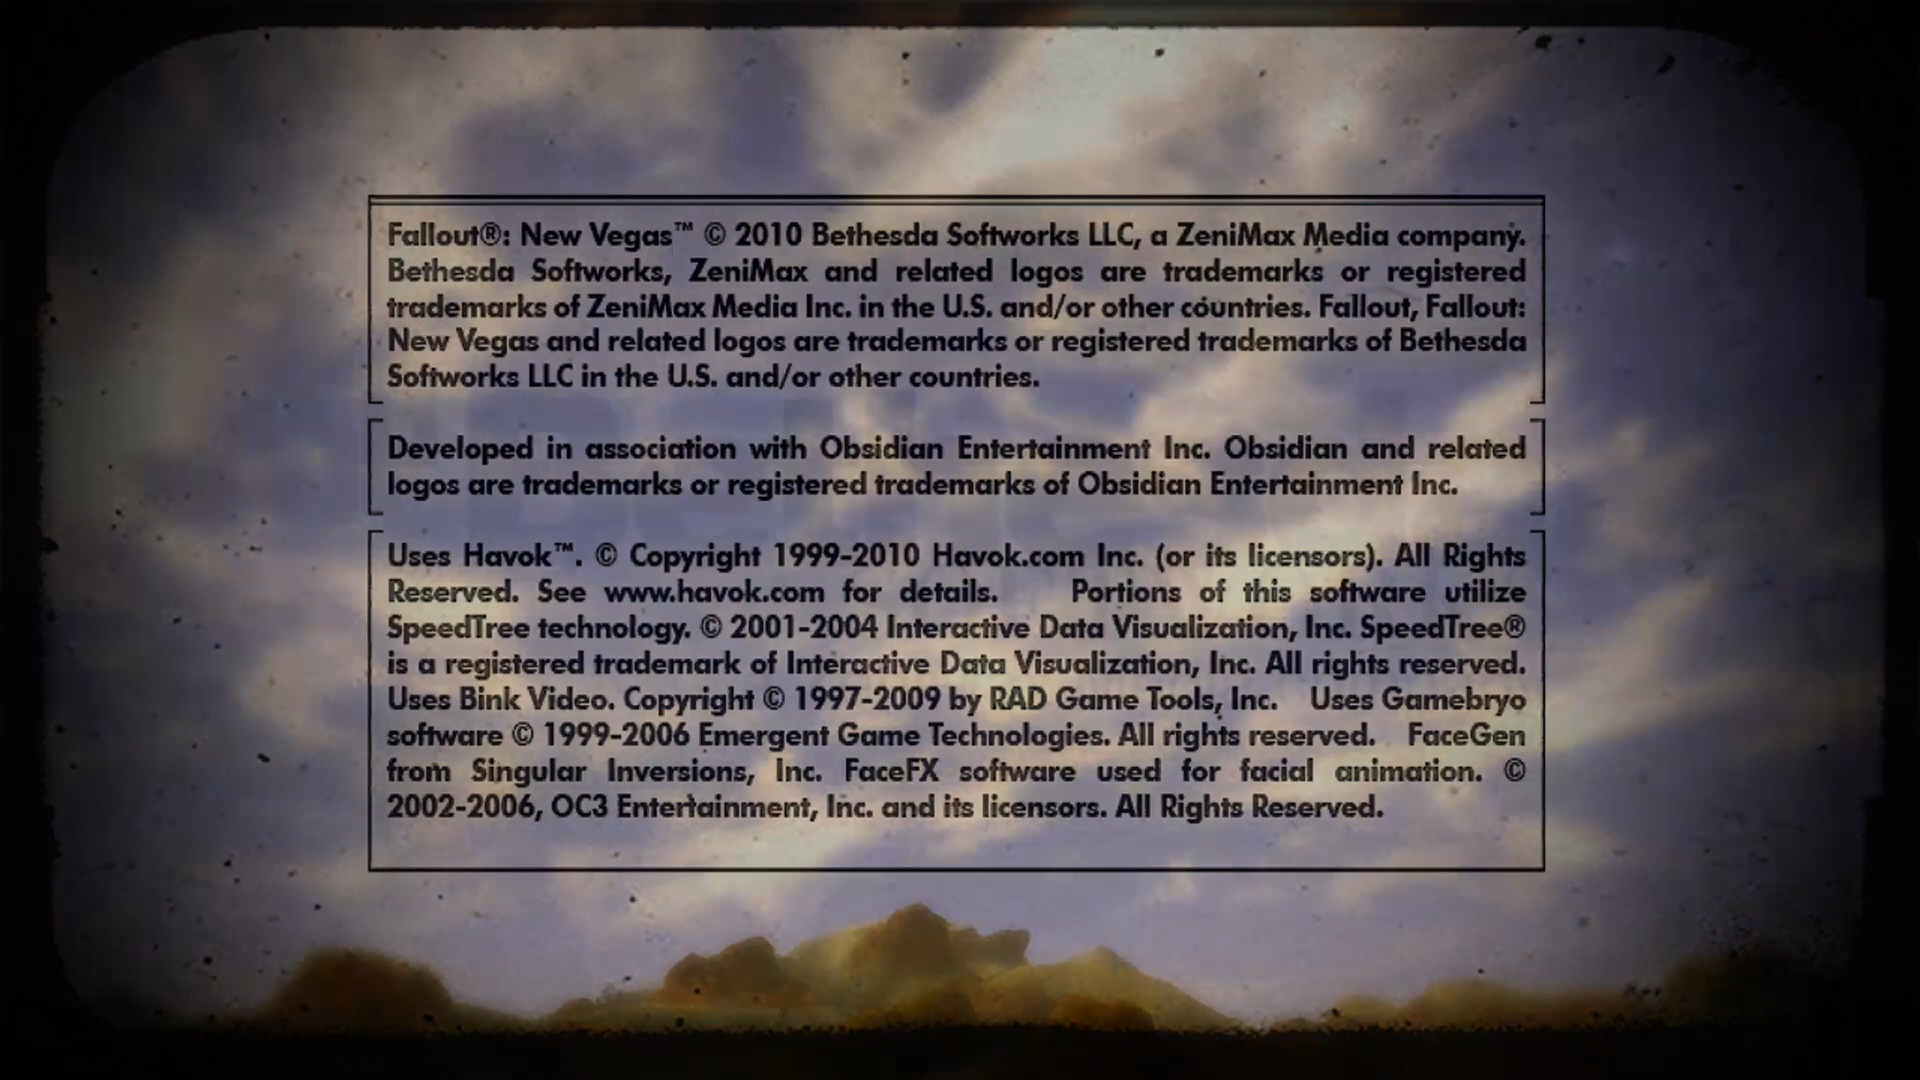 Fallout®: New Vegas™ © 2010 Bethesda Softworks LLC, a ZeniMax Media company.
Bethesda Softworks, ZeniMax and related logos are trademarks or registered
trademarks of ZeniMax Media Inc. in the U.S. and/or other countries. Fallout, Fallout:
New Vegas and related logos are trademarks or registered trademarks of Bethesda
Softworks LLC in the U.S. and/or other countries.
Developed in association with Obsidian Entertainment Inc. Obsidian and related
logos are trademarks or registered trademarks of Obsidian Entertainment Inc.
Uses Havok™. © Copyright 1999-2010 Havok.com Inc. (or its licensors). All Rights
Reserved. See www.havok.com for details. Portions of this software utilize
SpeedTree technology. © 2001-2004 Interactive Data Visualization, Inc. SpeedTree®
is a registered trademark of Interactive Data Visualization, Inc. All rights reserved.
Uses Bink Video. Copyright © 1997-2009 by RAD Game Tools, Inc. Uses Gamebryo
software © 1999-2006 Emergent Game Technologies. All rights reserved. FaceGen
from Singular Inversions, Inc. FaceFX software used for facial animation. ©
2002-2006, OC3 Entertainment, Inc. and its licensors. All Rights Reserved.